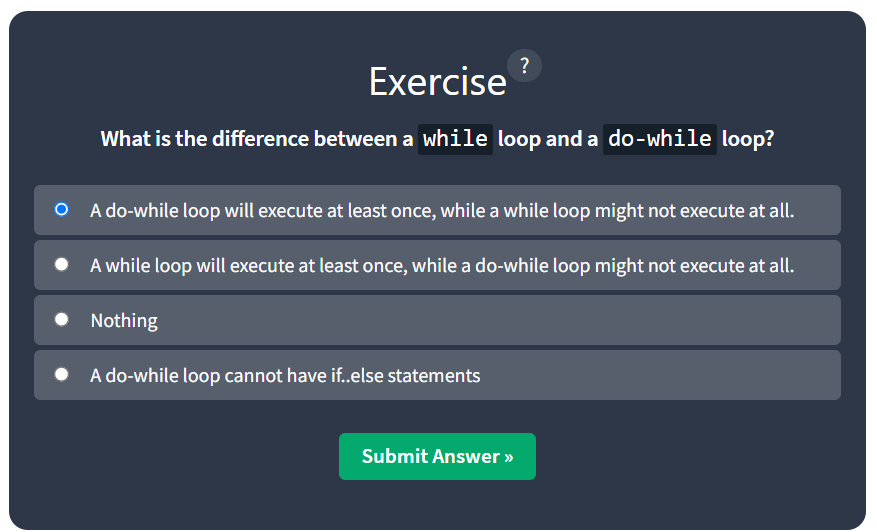 Exercise ?
What is the difference between a while loop and a do-while loop?
A do-while loop will execute at least once, while a while loop might not execute at all.
A while loop will execute at least once, while a do-while loop might not execute at all.
Nothing
A do-while loop cannot have if..else statements
Submit Answer »